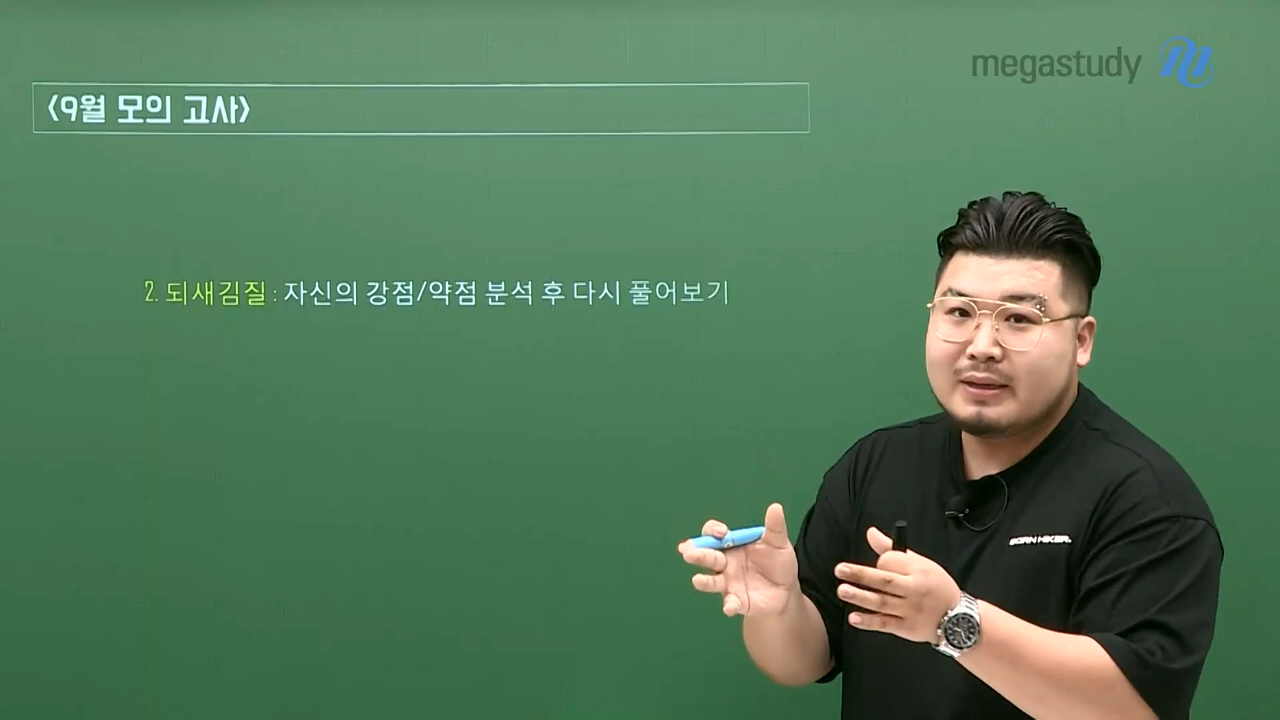 megastudy
<9월 모의 고사>
2. 되새김질 : 자신의 강점/약점 분석 후 다시 풀어보기